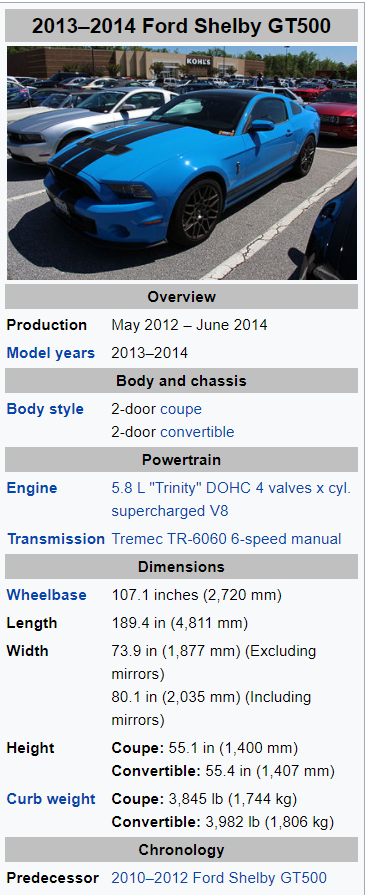 2013–2014 Ford Shelby GT500
KOHL'S
Overview
Production May 2012 – June 2014
Model years 2013–2014
Body and chassis
Body style 2-door coupe
2-door convertible
Powertrain
Engine 5.8 L "Trinity" DOHC 4 valves x cyl.
supercharged V8
Transmission Tremec TR-6060 6-speed manual
Dimensions
Wheelbase 107.1 inches (2,720 mm)
Length 189.4 in (4,811 mm)
Width 73.9 in (1,877 mm) (Excluding
mirrors)
80.1 in (2,035 mm) (Including
mirrors)
Height Coupe: 55.1 in (1,400 mm)
Convertible: 55.4 in (1,407 mm)
Curb weight Coupe: 3,845 lb (1,744 kg)
Convertible: 3,982 lb (1,806 kg)
Chronology
Predecessor 2010–2012 Ford Shelby GT500